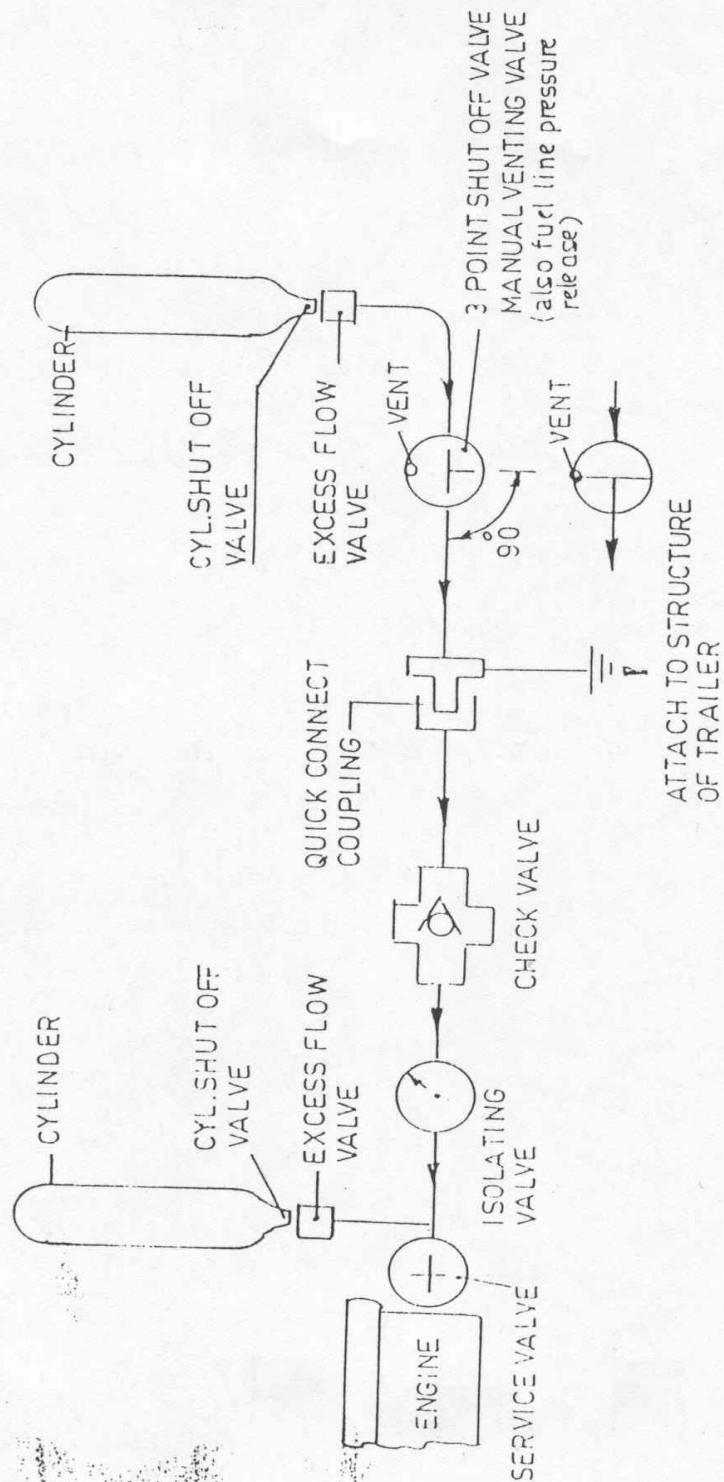 CYLINDER
CYL.SHUT OFF
VALVE
EXCESS FLOW
VALVE
ENGINE
SERVICE VALVE
ISOLATING
VALVE
CHECK VALVE
QUICK CONNECT
COUPLING
ATTACH TO STRUCTURE
OF TRAILER
CYLINDER
CYL.SHUT OFF
VALVE
EXCESS FLOW
VALVE
VENT
90°
3 POINT SHUT OFF VALVE
MANUAL VENTING VALVE
(also fuel line pressure
release)
VENT